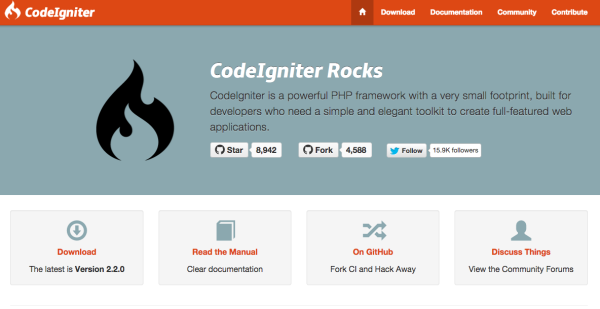 CodeIgniter
Download Documentation Community Contribute
CodeIgniter Rocks
CodeIgniter is a powerful PHP framework with a very small footprint, built for
developers who need a simple and elegant toolkit to create full-featured web
applications.
Star 8,942 Fork 4,588 Follow 15.9K followers
Download Read the Manual On GitHub Discuss Things
The latest is Version 2.2.0 Clear documentation Fork CI and Hack Away View the Community Forums